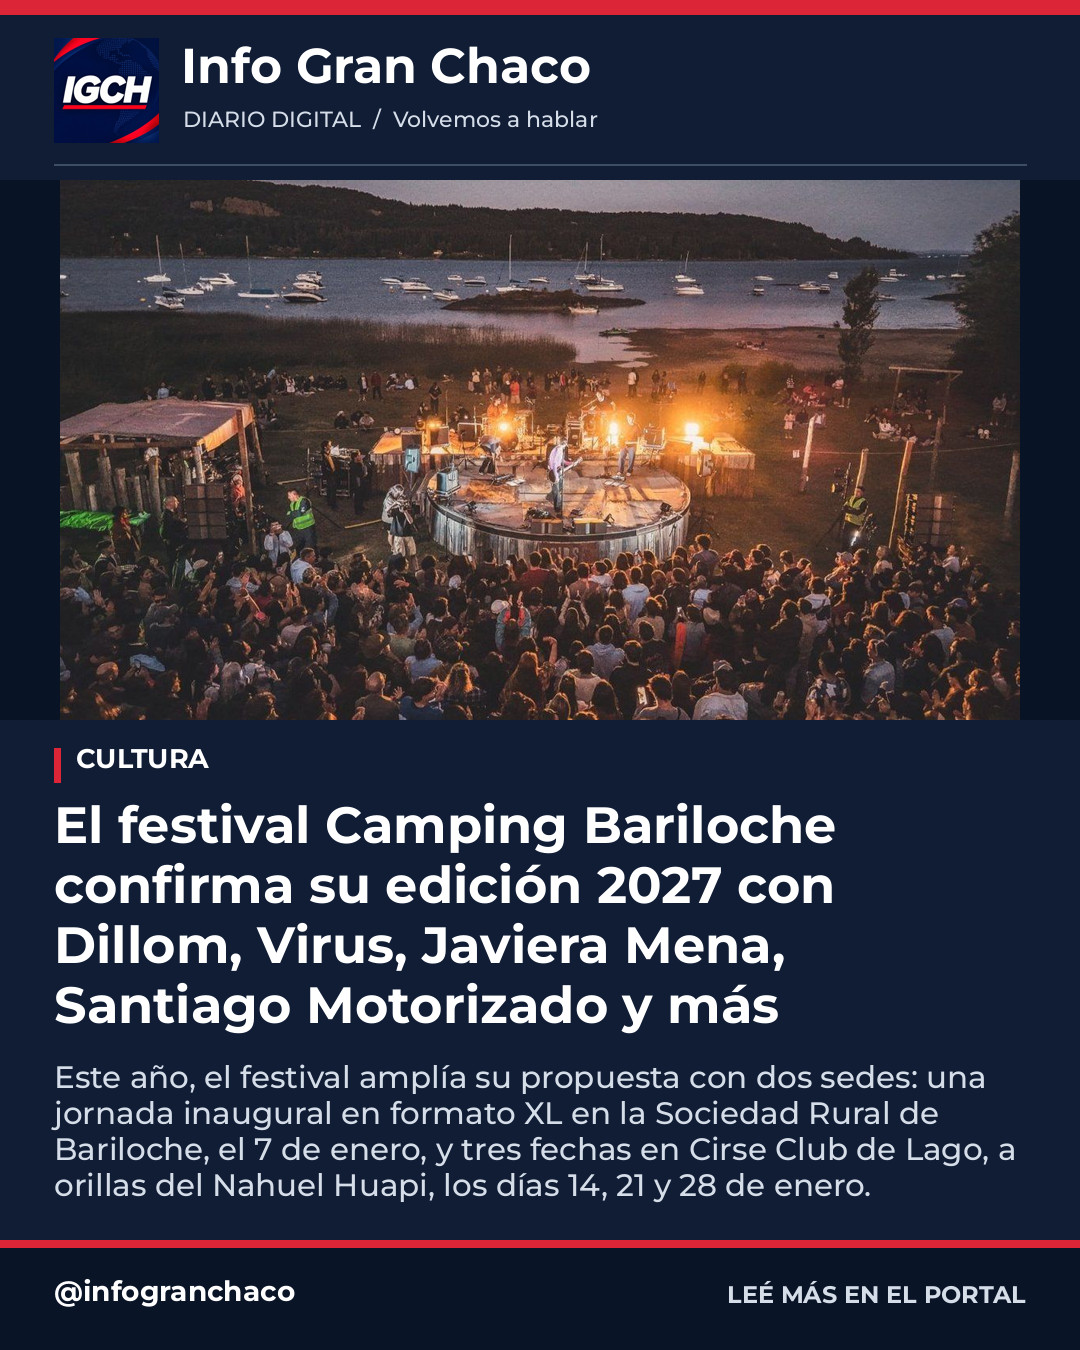 IGCH
Info Gran Chaco
DIARIO DIGITAL / Volvemos a hablar
CULTURA
El festival Camping Bariloche
confirma su edición 2027 con
Dillom, Virus, Javiera Mena,
Santiago Motorizado y más
Este año, el festival amplía su propuesta con dos sedes: una
jornada inaugural en formato XL en la Sociedad Rural de
Bariloche, el 7 de enero, y tres fechas en Cirse Club de Lago, a
orillas del Nahuel Huapi, los días 14, 21 y 28 de enero.
@infogranchaco
LEÉ MÁS EN EL PORTAL